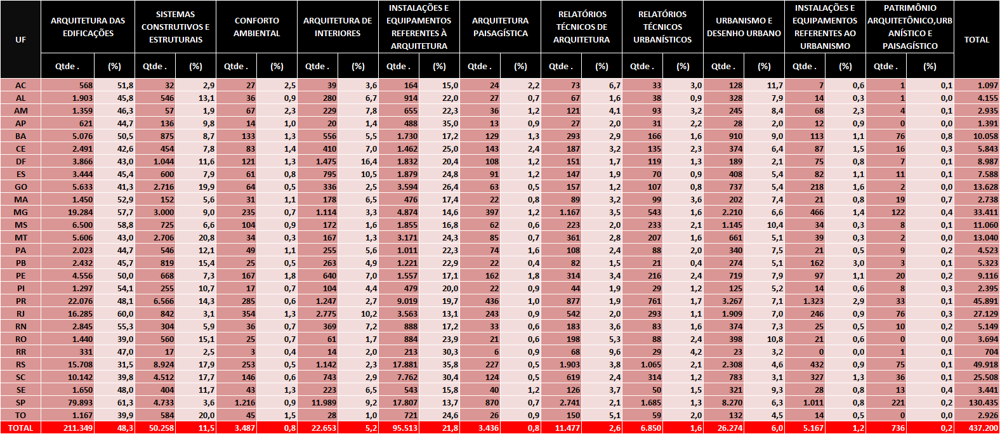 UF ARQUITETURA DAS EDIFICAÇÕES SISTEMAS CONSTRUTIVOS E ESTRUTURAIS CONFORTO AMBIENTAL ARQUITETURA DE INTERIORES INSTALAÇÕES E EQUIPAMENTOS REFERENTES À ARQUITETURA ARQUITETURA PAISAGÍSTICA RELATÓRIOS TÉCNICOS DE ARQUITETURA RELATÓRIOS TÉCNICOS URBANÍSTICOS URBANISMO E DESENHO URBANO INSTALAÇÕES E EQUIPAMENTOS REFERENTES AO URBANISMO PATRIMÔNIO ARQUITETÔNICO,URB ANÍSTICO E PAISAGÍSTICO TOTAL
Qtde . (%) Qtde . (%) Qtde . (%) Qtde . (%) Qtde . (%) Qtde . (%) Qtde . (%) Qtde . (%) Qtde . (%) Qtde . (%) Qtde . (%)
AC 568 51,8 32 2,9 27 2,5 39 3,6 164 15,0 24 2,2 73 6,7 33 3,0 128 11,7 7 0,6 1 0,1 1.097
AL 1.903 45,8 546 13,1 36 0,9 280 6,7 914 22,0 27 0,7 67 1,6 38 0,9 328 7,9 14 0,3 1 0,0 4.155
AM 1.359 46,3 57 1,9 67 2,3 229 7,8 655 22,3 36 1,2 121 4,1 93 3,2 245 8,4 68 2,3 4 0,1 2.935
AP 621 44,7 136 9,8 14 1,0 20 1,4 488 35,0 13 0,9 27 2,0 31 2,2 28 2,0 12 0,9 0 0,0 1.391
BA 5.076 50,5 875 8,7 133 1,3 556 5,5 1.730 17,2 129 1,3 293 2,9 166 1,6 910 9,0 113 1,1 76 0,8 10.058
CE 2.491 42,6 454 7,8 83 1,4 410 7,0 1.462 25,0 143 2,4 187 3,2 135 2,3 374 6,4 87 1,5 16 0,3 5.843
DF 3.866 43,0 1.044 11,6 121 1,3 1.475 16,4 1.832 20,4 108 1,2 151 1,7 119 1,3 189 2,1 75 0,8 7 0,1 8.987
ES 3.444 45,4 600 7,9 61 0,8 795 10,5 1.879 24,8 91 1,2 147 1,9 70 0,9 408 5,4 82 1,1 11 0,1 7.588
GO 5.633 41,3 2.716 19,9 64 0,5 336 2,5 3.594 26,4 63 0,5 157 1,2 107 0,8 737 5,4 218 1,6 2 0,0 13.628
MA 1.450 52,9 152 5,6 31 1,1 178 6,5 476 17,4 22 0,8 89 3,2 99 3,6 202 7,4 21 0,8 19 0,7 2.738
MG 19.284 57,7 3.000 9,0 235 0,7 1.114 3,3 4.874 14,6 397 1,2 1.167 3,5 543 1,6 2.210 6,6 466 1,4 122 0,4 33.411
MS 6.500 58,8 725 6,6 104 0,9 172 1,6 1.855 16,8 62 0,6 223 2,0 233 2,1 1.145 10,4 34 0,3 8 0,1 11.060
MT 5.606 43,0 2.706 20,8 34 0,3 167 1,3 3.171 24,3 85 0,7 361 2,8 207 1,6 661 5,1 39 0,3 2 0,0 13.040
PA 2.023 44,7 546 12,1 49 1,1 255 5,6 1.011 22,3 74 1,6 108 2,4 88 2,0 340 7,5 21 0,5 9 0,2 4.523
PB 2.432 45,7 819 15,4 25 0,5 263 4,9 1.221 22,9 22 0,4 82 1,5 21 0,4 274 5,1 162 3,0 3 0,1 5.323
PE 4.556 50,0 668 7,3 167 1,8 640 7,0 1.557 17,1 162 1,8 314 3,4 216 2,4 719 7,9 97 1,1 20 0,2 9.116
PI 1.297 54,1 255 10,7 17 0,7 104 4,4 479 20,0 22 0,9 44 1,9 29 1,2 125 5,2 14 0,6 8 0,3 2.395
PR 22.076 48,1 6.566 14,3 285 0,6 1.247 2,7 9.019 19,7 436 1,0 877 1,9 761 1,7 3.267 7,1 1.323 2,9 33 0,1 45.891
RJ 16.285 60,0 842 3,1 354 1,3 2.775 10,2 3.563 13,1 243 0,9 542 2,0 293 1,1 1.909 7,0 246 0,9 76 0,3 27.129
RN 2.845 55,3 304 5,9 36 0,7 369 7,2 888 17,2 33 0,6 183 3,6 83 1,6 374 7,3 25 0,5 10 0,2 5.149
RO 1.440 39,0 560 15,1 25 0,7 61 1,7 884 23,9 21 0,6 198 5,3 88 2,4 398 10,8 21 0,6 0 0,0 3.694
RR 331 47,0 17 2,5 3 0,4 14 2,0 213 30,3 6 0,9 68 9,6 29 4,2 23 3,2 0 0,0 1 0,1 704
RS 15.708 31,5 8.924 17,9 253 0,5 1.142 2,3 17.881 35,8 227 0,5 1.903 3,8 1.065 2,1 2.308 4,6 432 0,9 75 0,1 49.918
SC 10.142 39,8 4.512 17,7 146 0,6 743 2,9 7.762 30,4 124 0,5 619 2,4 314 1,2 783 3,1 327 1,3 36 0,1 25.508
SE 1.650 48,0 404 11,7 43 1,3 223 6,5 543 15,8 40 1,2 126 3,7 50 1,5 321 9,3 28 0,8 13 0,4 3.441
SP 79.893 61,3 4.733 3,6 1.216 0,9 11.989 9,2 17.807 13,7 870 0,7 2.741 2,1 1.685 1,3 8.270 6,3 1.011 0,8 221 0,2 130.435
TO 1.167 39,9 584 20,0 45 1,5 28 1,0 721 24,6 26 0,9 150 5,1 59 2,0 132 4,5 14 0,5 0 0,0 2.926
TOTAL 211.349 48,3 50.258 11,5 3.487 0,8 22.653 5,2 95.513 21,8 3.436 0,8 11.477 2,6 6.850 1,6 26.274 6,0 5.167 1,2 736 0,2 437.200